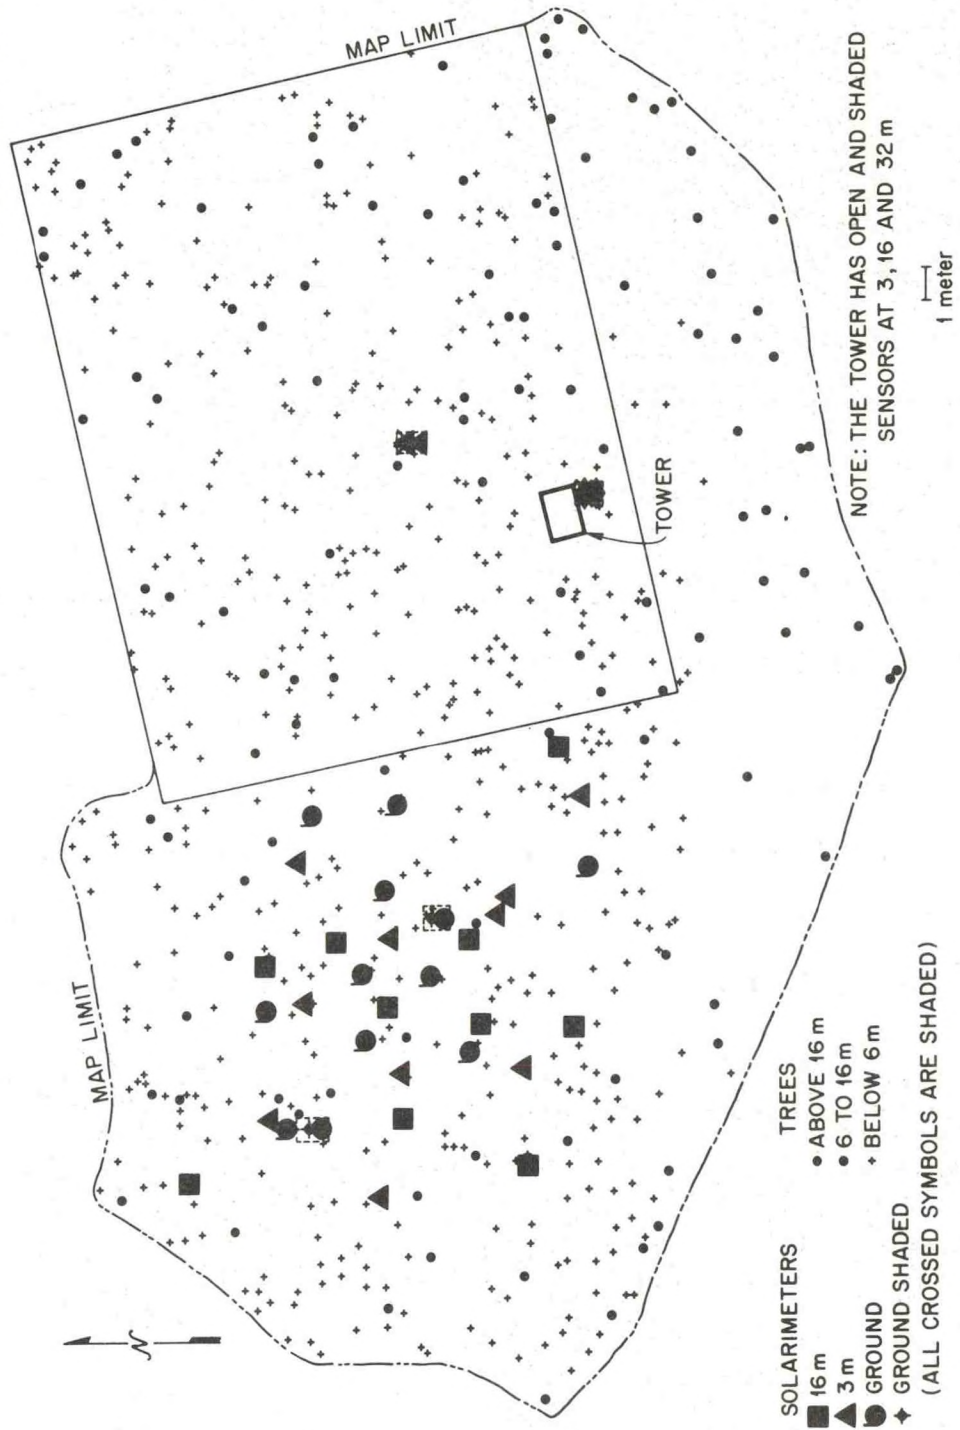 MAP LIMIT
MAP LIMIT
TOWER
NOTE: THE TOWER HAS OPEN AND SHADED
SENSORS AT 3,16 AND 32 m
1 meter
SOLARIMETERS
16 m
3 m
GROUND
GROUND SHADED
(ALL CROSSED SYMBOLS ARE SHADED)
TREES
ABOVE 16 m
6 TO 16 m
BELOW 6 m